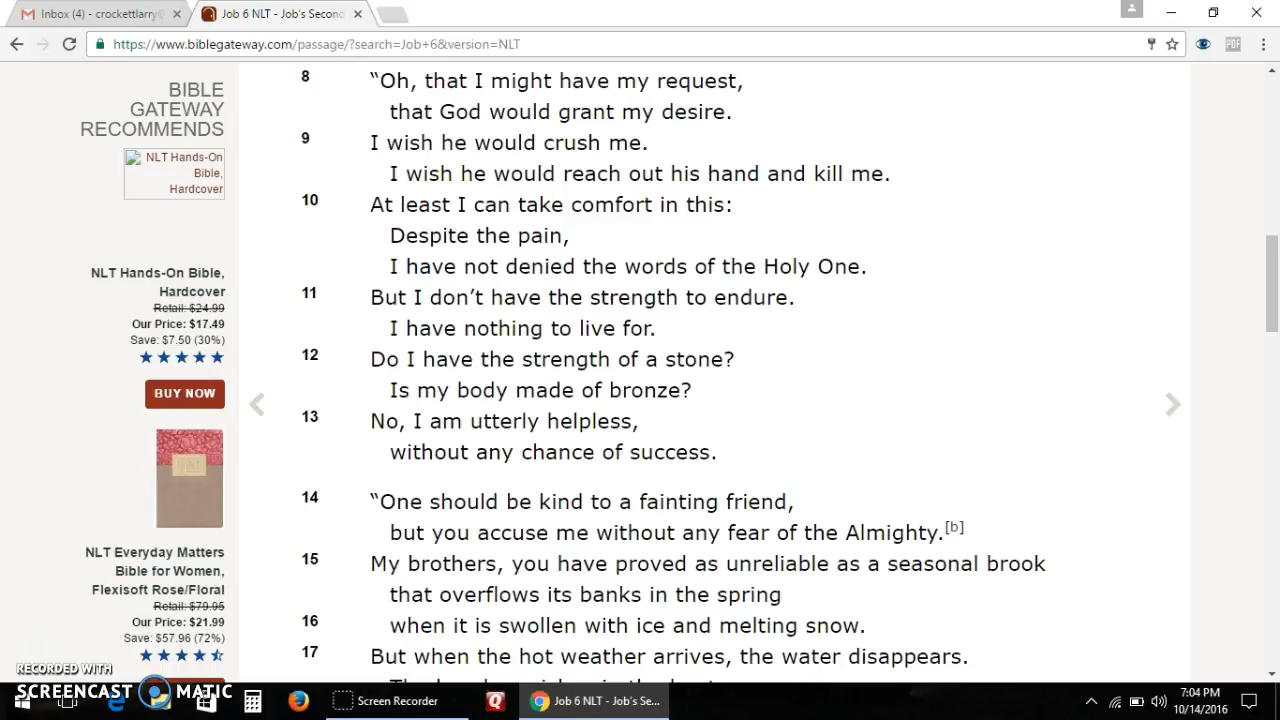 Inbox (4) - crockettlarry@
Job 6 NLT - Job's Second
https://www.biblegateway.com/passage/?search=Job+6&version=NLT
BIBLE
GATEWAY
RECOMMENDS
NLT Hands-On
Bible,
Hardcover
NLT Hands-On Bible,
Hardcover
Retail: $24.99
Our Price: $17.49
Save: $7.50 (30%)
BUY NOW
NLT Everyday Matters
Bible for Women,
Flexisoft Rose/Floral
Retail: $79.95
Our Price: $21.99
Save: $57.96 (72%)
8 “Oh, that I might have my request,
that God would grant my desire.
9 I wish he would crush me.
I wish he would reach out his hand and kill me.
10 At least I can take comfort in this:
Despite the pain,
I have not denied the words of the Holy One.
11 But I don’t have the strength to endure.
I have nothing to live for.
12 Do I have the strength of a stone?
Is my body made of bronze?
13 No, I am utterly helpless,
without any chance of success.
14 “One should be kind to a fainting friend,
but you accuse me without any fear of the Almighty.[b]
15 My brothers, you have proved as unreliable as a seasonal brook
that overflows its banks in the spring
16 when it is swollen with ice and melting snow.
17 But when the hot weather arrives, the water disappears.
RECORDED WITH
SCREENCAST MATIC
Screen Recorder
Job 6 NLT - Job's Se...
7:04 PM
10/14/2016